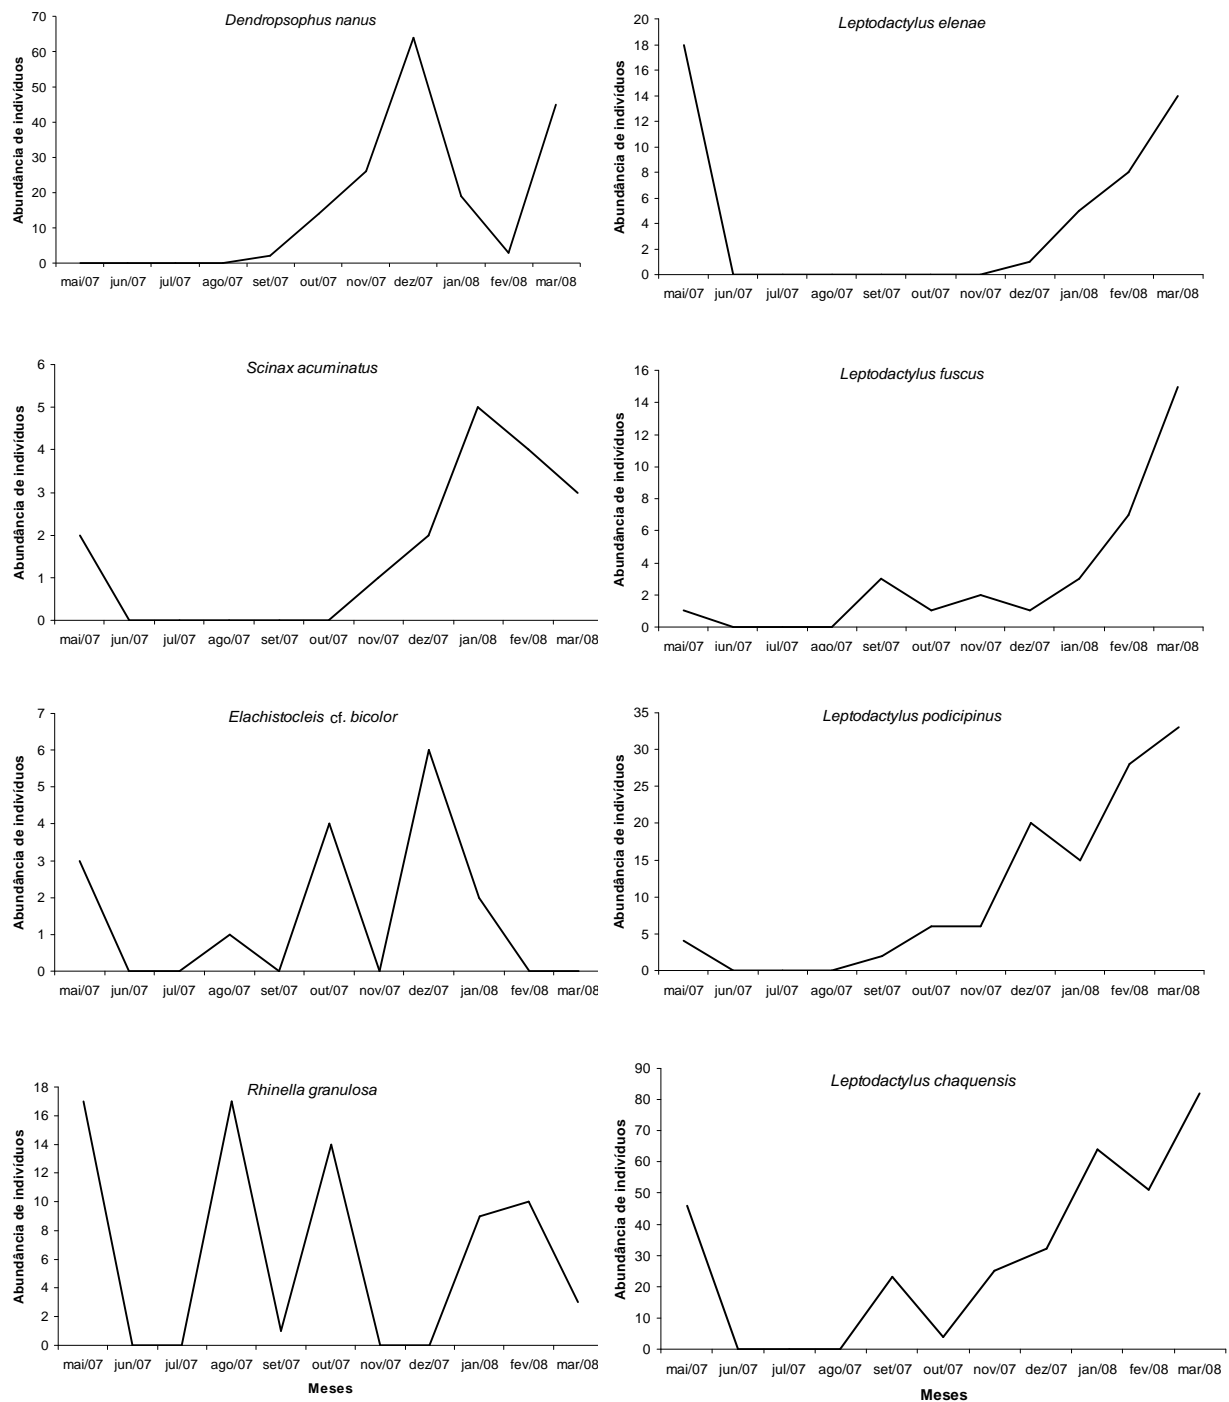 Dendropsophus nanus
Abundância de indivíduos
70
60
50
40
30
20
10
0
mai/07 jun/07 jul/07 ago/07 set/07 out/07 nov/07 dez/07 jan/08 fev/08 mar/08
Leptodactylus elenae
Abundância de indivíduos
20
18
16
14
12
10
8
6
4
2
0
mai/07 jun/07 jul/07 ago/07 set/07 out/07 nov/07 dez/07 jan/08 fev/08 mar/08
Scinax acuminatus
Abundância de indivíduos
6
5
4
3
2
1
0
mai/07 jun/07 jul/07 ago/07 set/07 out/07 nov/07 dez/07 jan/08 fev/08 mar/08
Leptodactylus fuscus
Abundância de indivíduos
16
14
12
10
8
6
4
2
0
mai/07 jun/07 jul/07 ago/07 set/07 out/07 nov/07 dez/07 jan/08 fev/08 mar/08
Elachistocleis cf. bicolor
Abundância de indivíduos
7
6
5
4
3
2
1
0
mai/07 jun/07 jul/07 ago/07 set/07 out/07 nov/07 dez/07 jan/08 fev/08 mar/08
Leptodactylus podicipinus
Abundância de indivíduos
35
30
25
20
15
10
5
0
mai/07 jun/07 jul/07 ago/07 set/07 out/07 nov/07 dez/07 jan/08 fev/08 mar/08
Rhinella granulosa
Abundância de indivíduos
18
16
14
12
10
8
6
4
2
0
mai/07 jun/07 jul/07 ago/07 set/07 out/07 nov/07 dez/07 jan/08 fev/08 mar/08
Meses
Leptodactylus chaquensis
Abundância de indivíduos
90
80
70
60
50
40
30
20
10
0
mai/07 jun/07 jul/07 ago/07 set/07 out/07 nov/07 dez/07 jan/08 fev/08 mar/08
Meses